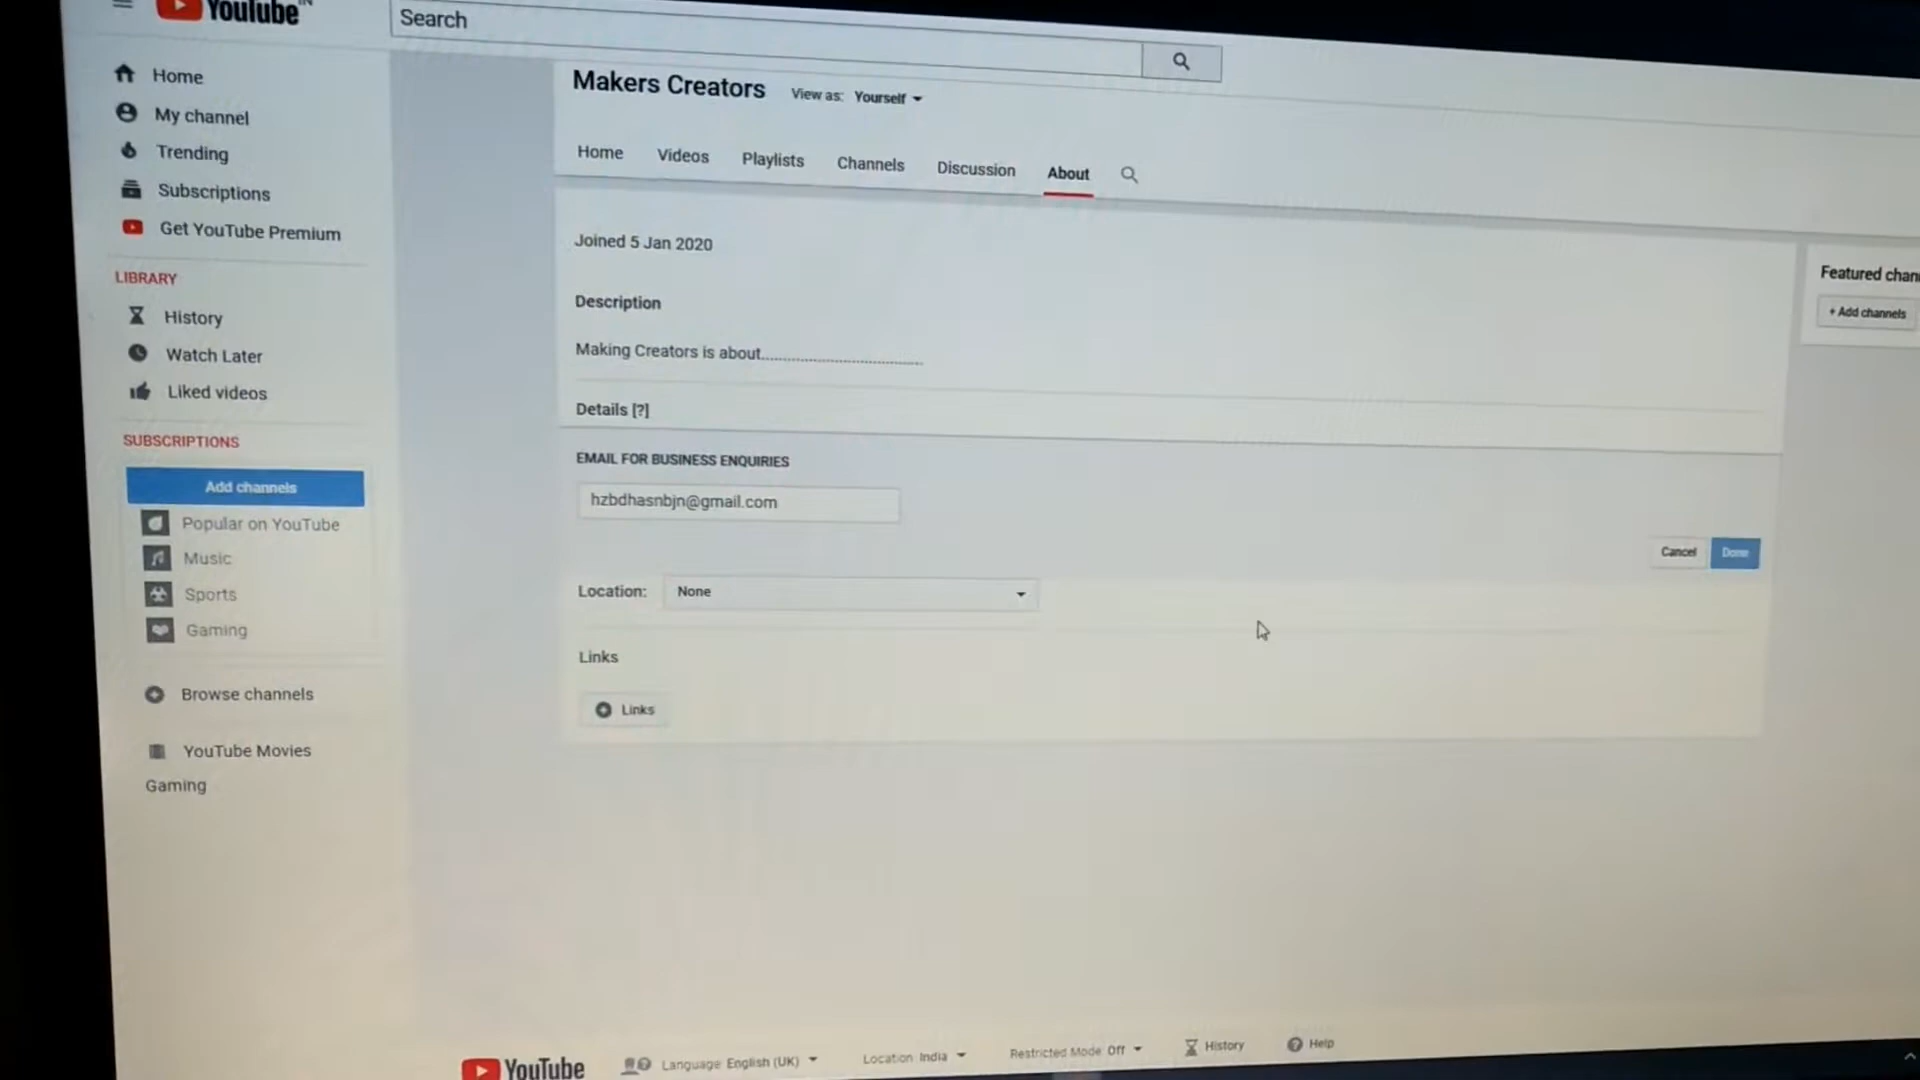 YouTube IN
Search
Home
My channel
Trending
Subscriptions
Get YouTube Premium
LIBRARY
History
Watch Later
Liked videos
SUBSCRIPTIONS
Add channels
Popular on YouTube
Music
Sports
Gaming
Browse channels
YouTube Movies
Gaming
Makers Creators View as: Yourself
Home Videos Playlists Channels Discussion About
Joined 5 Jan 2020
Description
Making Creators is about.......................................
Details [?]
EMAIL FOR BUSINESS ENQUIRIES
hzbdhasnbjn@gmail.com
Cancel Done
Location: None
Links
Links
Featured chan
+ Add channels
YouTube Language: English (UK) Location: India Restricted Mode: Off History Help